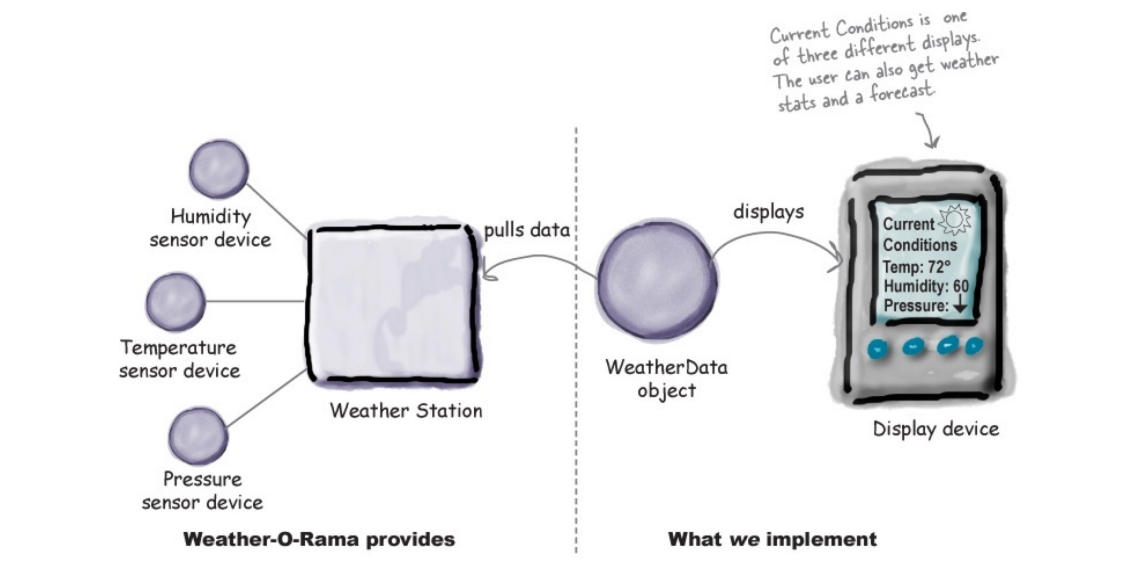 Current Conditions is one
of three different displays.
The user can also get weather
stats and a forecast.
Humidity
sensor device
Temperature
sensor device
Pressure
sensor device
Weather Station
pulls data
WeatherData
object
displays
Current
Conditions
Temp: 72°
Humidity: 60
Pressure:
Display device
Weather-O-Rama provides
What we implement